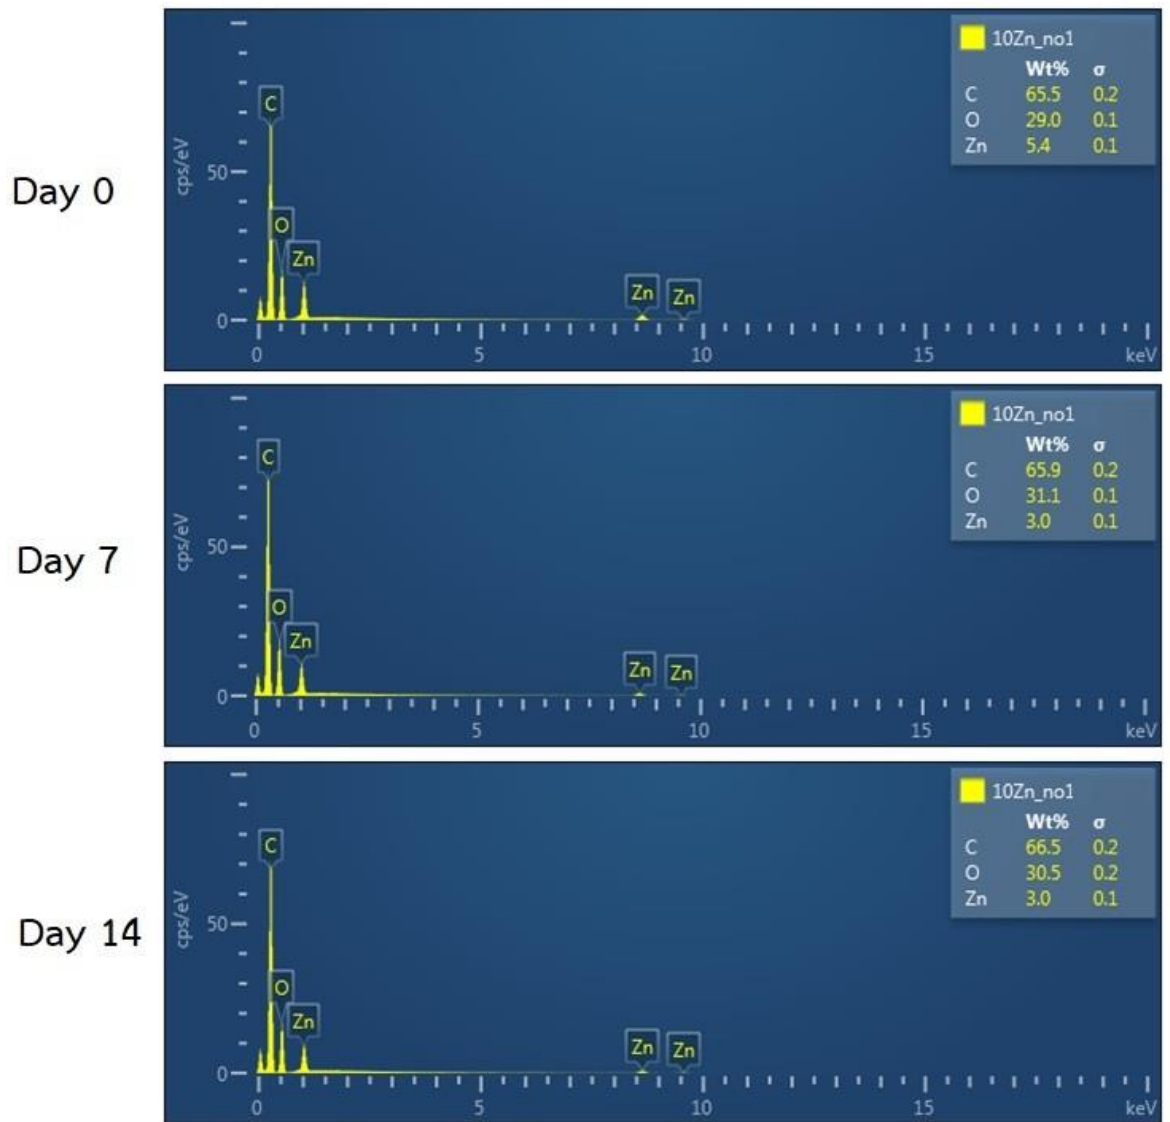 Day 0
10Zn_no1
Wt% σ
C 65.5 0.2
O 29.0 0.1
Zn 5.4 0.1
cps/eV
50
0
C
O
Zn
Zn
Zn
0 5 10 15 keV
Day 7
10Zn_no1
Wt% σ
C 65.9 0.2
O 31.1 0.1
Zn 3.0 0.1
cps/eV
50
0
C
O
Zn
Zn
Zn
0 5 10 15 keV
Day 14
10Zn_no1
Wt% σ
C 66.5 0.2
O 30.5 0.2
Zn 3.0 0.1
cps/eV
50
0
C
O
Zn
Zn
Zn
0 5 10 15 keV